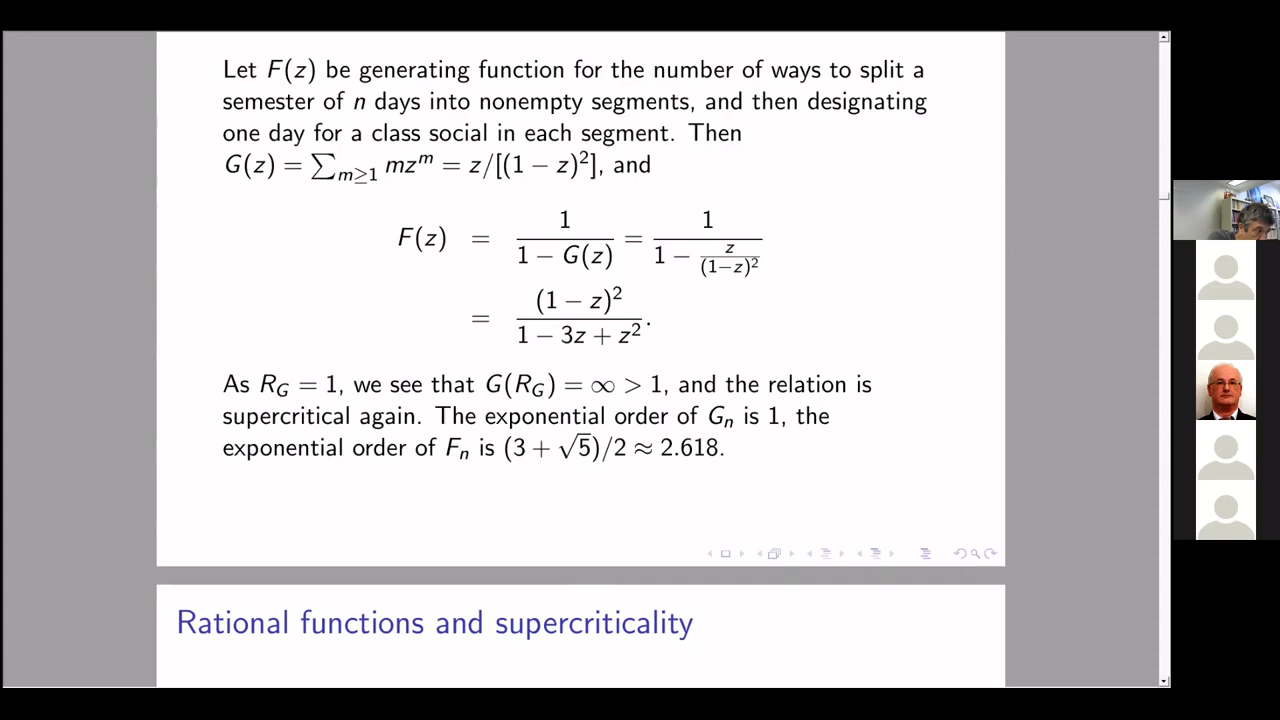 Let F(z) be generating function for the number of ways to split a
semester of n days into nonempty segments, and then designating
one day for a class social in each segment. Then
G(z) = ∑_{m≥1} mz^m = z/[(1 − z)^2], and
F(z) = \frac{1}{1 − G(z)} = \frac{1}{1 − \frac{z}{(1−z)^2}}
= \frac{(1 − z)^2}{1 − 3z + z^2}.
As R_G = 1, we see that G(R_G) = ∞ > 1, and the relation is
supercritical again. The exponential order of G_n is 1, the
exponential order of F_n is (3 + √5)/2 ≈ 2.618.
Rational functions and supercriticality